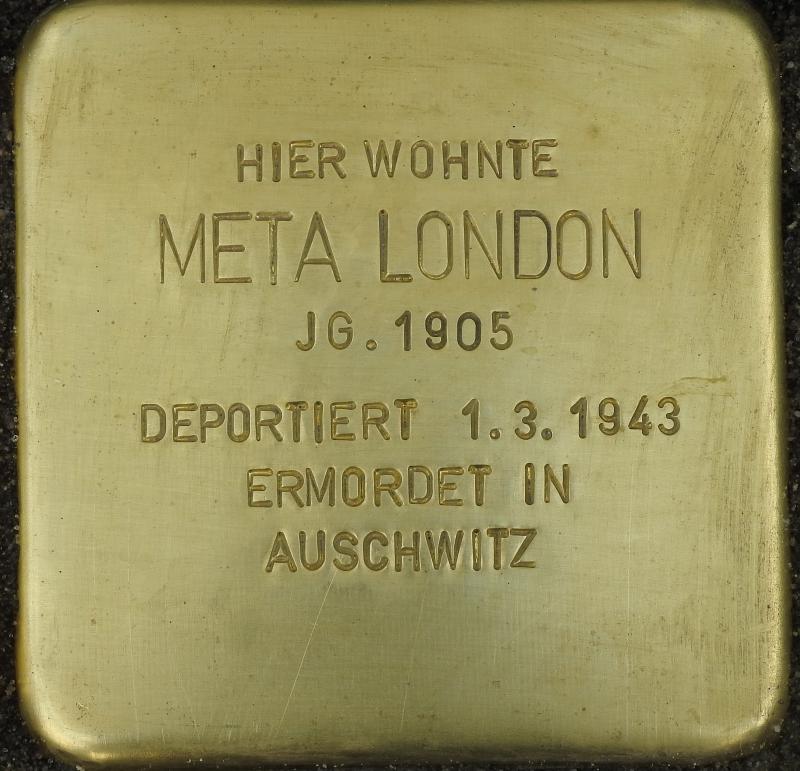 HIER WOHNTE
META LONDON
JG. 1905
DEPORTIERT 1.3.1943
ERMORDET IN
AUSCHWITZ